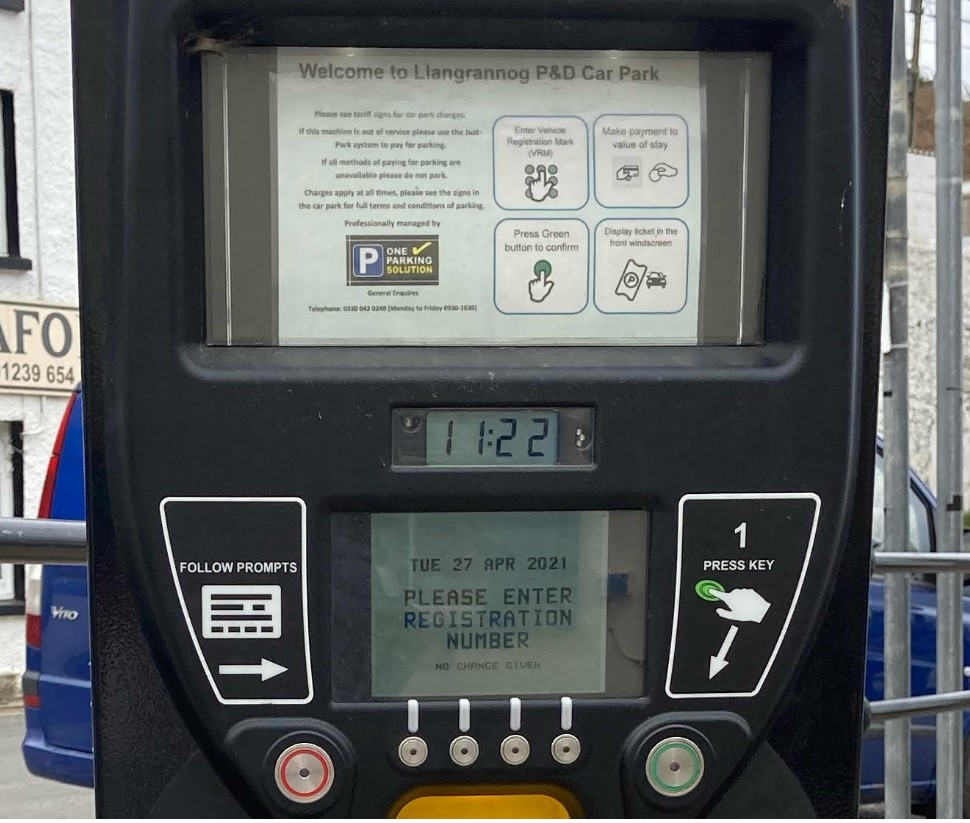 Welcome to Llangrannog P&D Car Park
Please see tariff signs for car park charges.
If this machine is out of service please use the Just-
Park system to pay for parking.
If all methods of paying for parking are
unavailable please do not park.
Charges apply at all times, please see the signs in
the car park for full terms and conditions of parking.
Professionally managed by
P ONE
PARKING
SOLUTION
General Enquires
Telephone: 0330 043 0240 (Monday to Friday 0930-1630)
Enter Vehicle
Registration Mark
(VRM)
Make payment to
value of stay
Press Green
button to confirm
Display ticket in the
front windscreen
AFO
01239 654
11:22
FOLLOW PROMPTS
TUE 27 APR 2021
PLEASE ENTER
REGISTRATION
NUMBER
NO CHANGE GIVEN
1
PRESS KEY
VITO